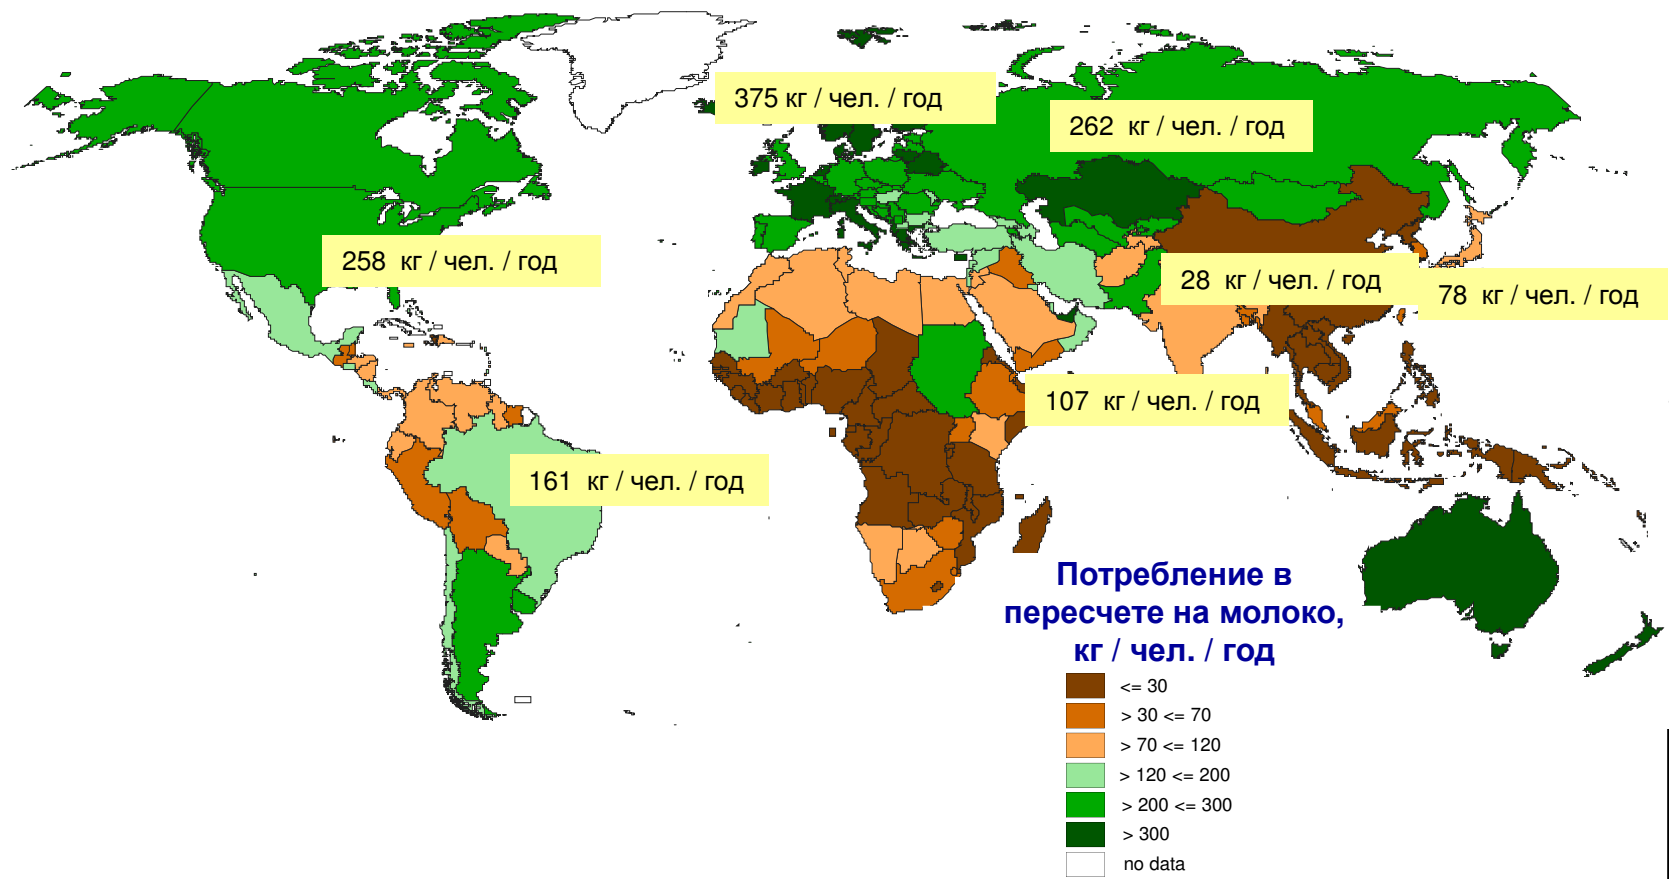 375 кг / чел. / год
262 кг / чел. / год
258 кг / чел. / год
28 кг / чел. / год
78 кг / чел. / год
107 кг / чел. / год
161 кг / чел. / год
Потребление в
пересчете на молоко,
кг / чел. / год
<= 30
> 30 <= 70
> 70 <= 120
> 120 <= 200
> 200 <= 300
> 300
no data